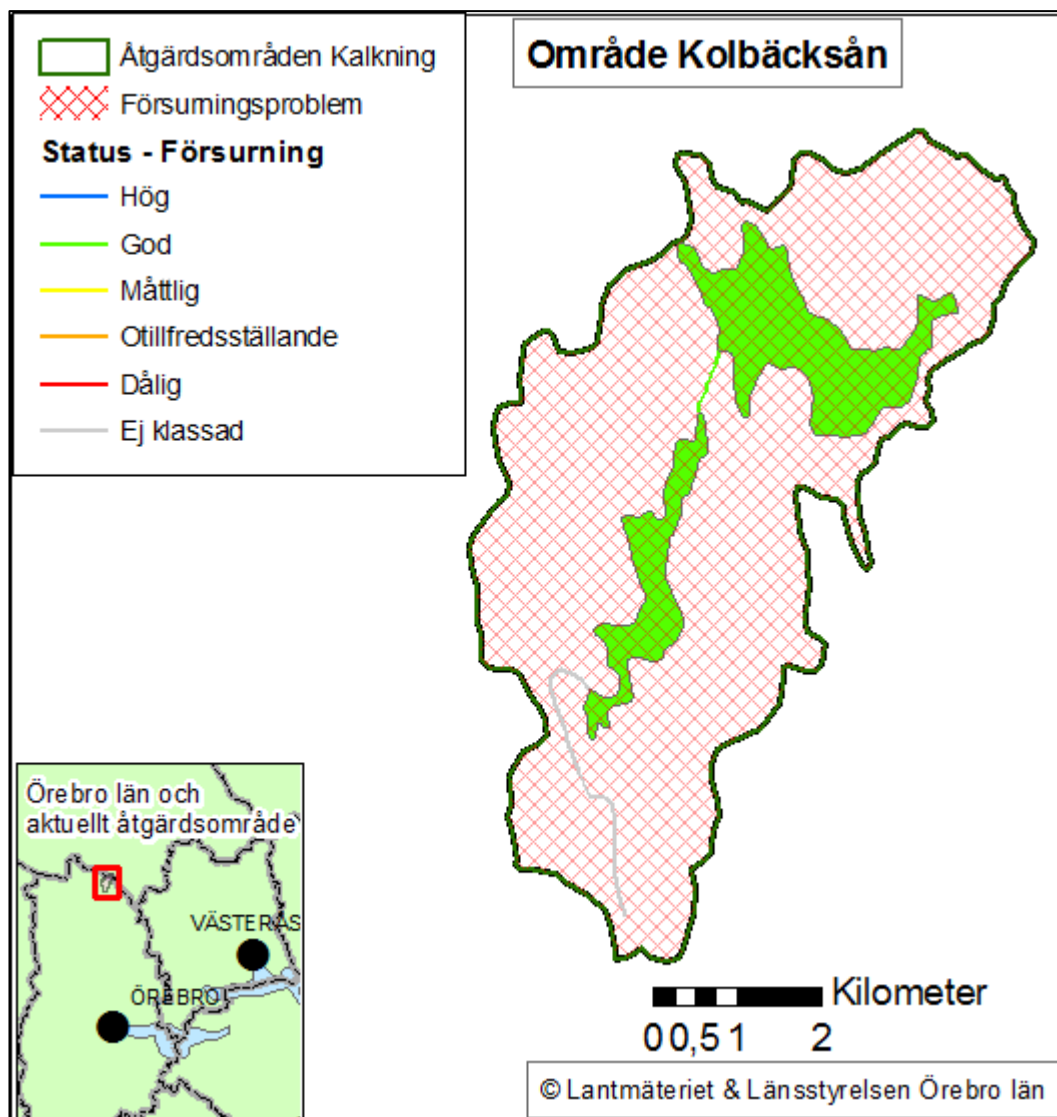 Åtgärdsområden Kalkning
Försurningsproblem
Status - Försurning
Hög
God
Måttlig
Otillfredsställande
Dålig
Ej klassad
Område Kolbäcksån
Örebro län och
aktuellt åtgärdsområde
VÄSTERÅS
ÖREBRO
Kilometer
0 0,5 1 2
© Lantmäteriet & Länsstyrelsen Örebro län